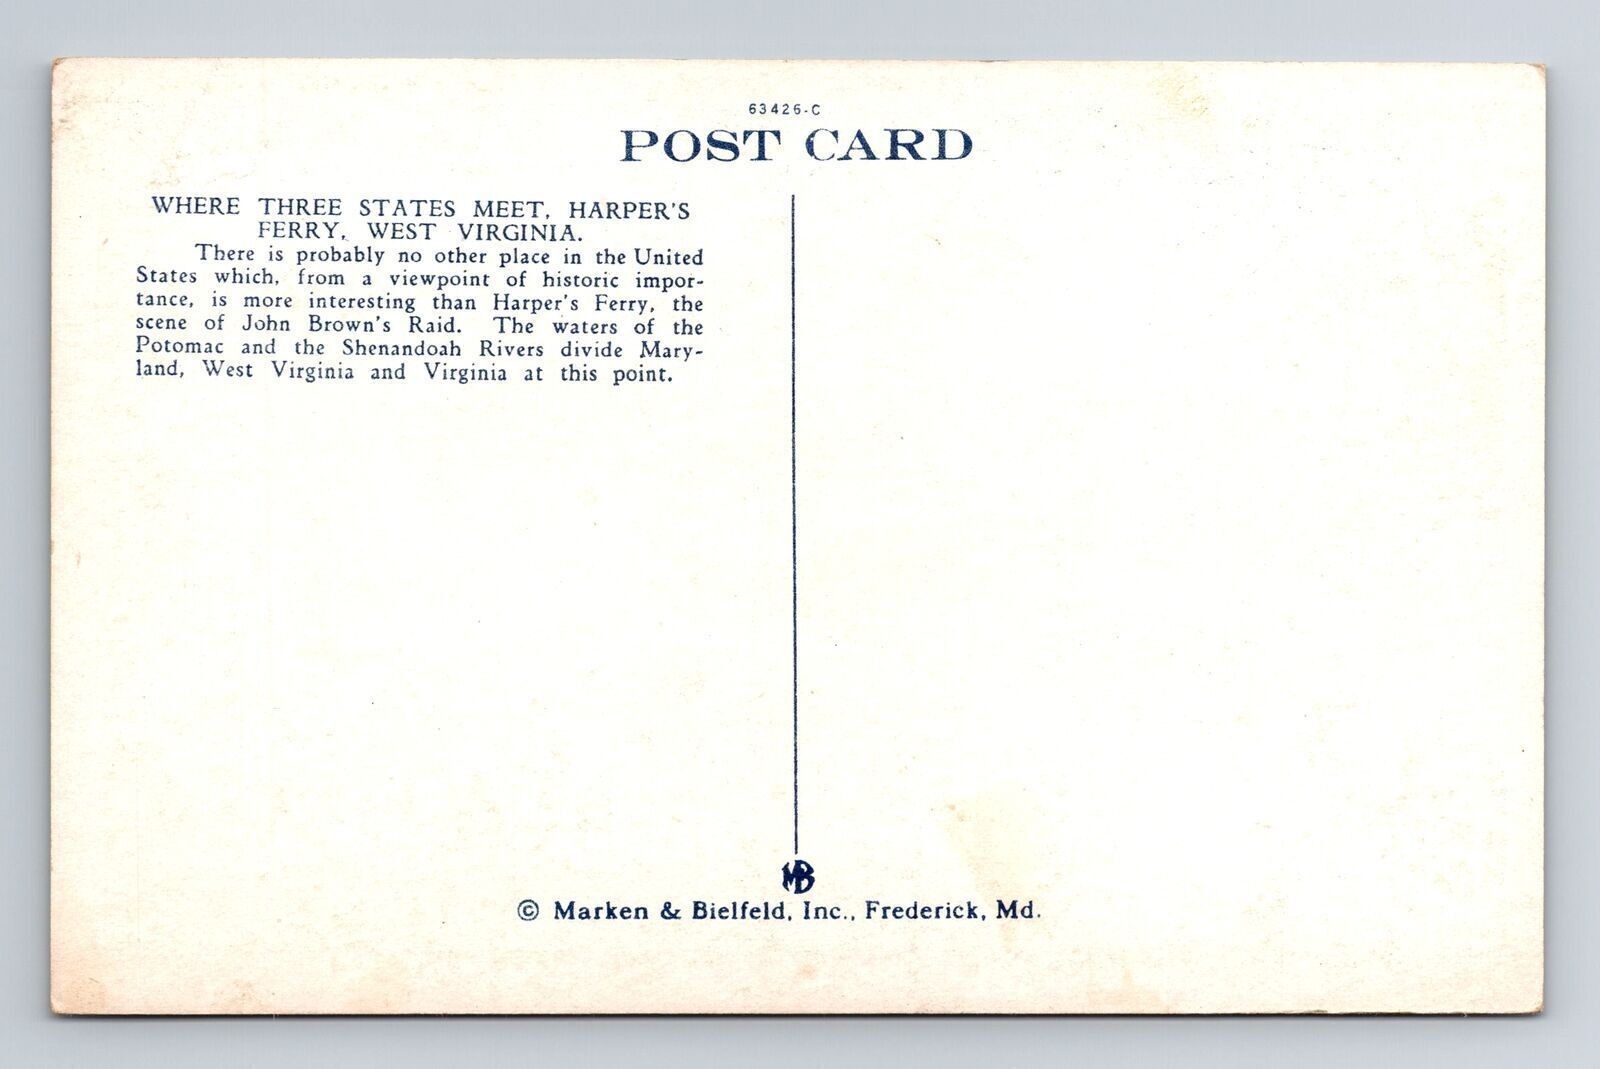 63426-C
POST CARD
WHERE THREE STATES MEET, HARPER'S
FERRY, WEST VIRGINIA.
There is probably no other place in the United
States which, from a viewpoint of historic impor-
tance, is more interesting than Harper's Ferry, the
scene of John Brown's Raid. The waters of the
Potomac and the Shenandoah Rivers divide Mary-
land, West Virginia and Virginia at this point.
MB
© Marken & Bielfeld, Inc., Frederick, Md.